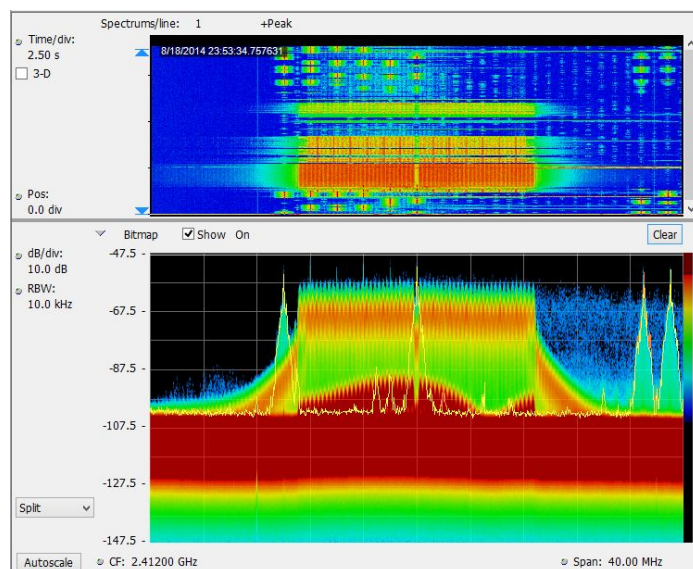 Spectrums/line: 1 +Peak
Time/div:
2.50 s
3-D
8/18/2014 23:53:34.757631
Pos:
0.0 div
Bitmap Show On Clear
dB/div:
10.0 dB
RBW:
10.0 kHz
-47.5
-67.5
-87.5
-107.5
-127.5
-147.5
Split
Autoscale CF: 2.41200 GHz Span: 40.00 MHz